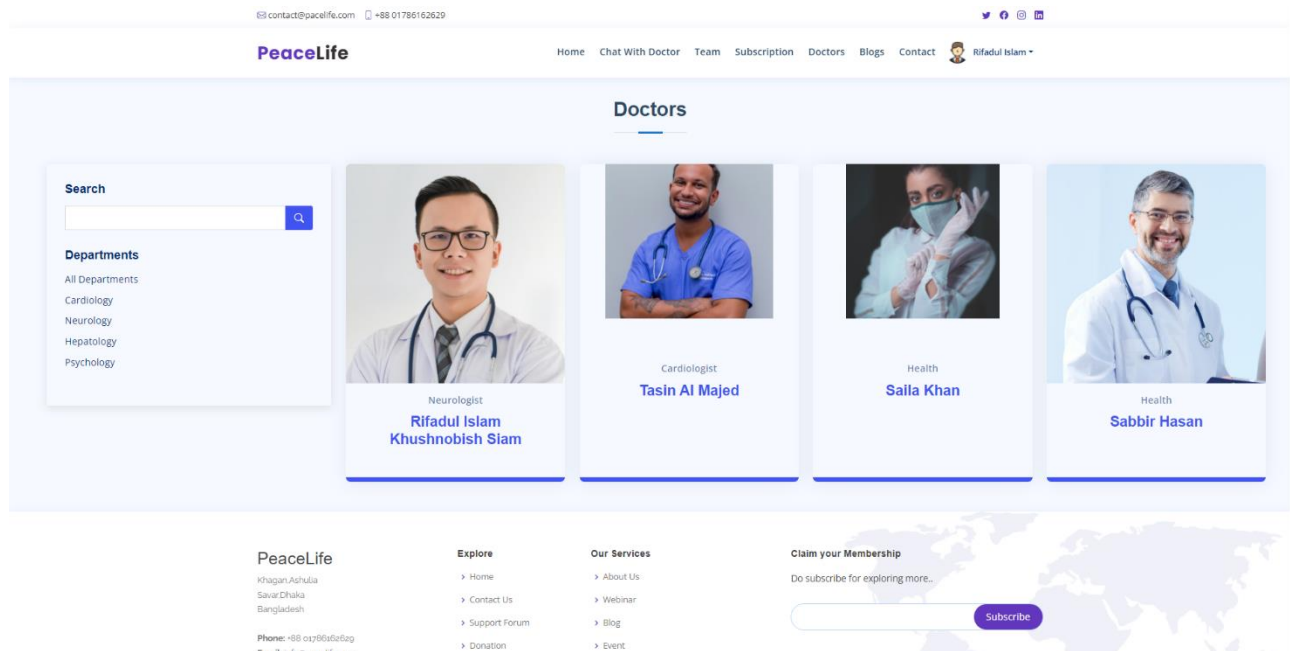 contact@pacelife.com +88 01786162629
PeaceLife
Home Chat With Doctor Team Subscription Doctors Blogs Contact Rifadul Islam
Doctors
Search
Departments
All Departments
Cardiology
Neurology
Hepatology
Psychology
Neurologist
Rifadul Islam
Khushnobish Siam
Cardiologist
Tasin Al Majed
Health
Saila Khan
Health
Sabbir Hasan
PeaceLife
Khagan,Ashulia
Savar,Dhaka
Bangladesh
Phone: +88 01786162629
Explore
Home
Contact Us
Support Forum
Donation
Our Services
About Us
Webinar
Blog
Event
Claim your Membership
Do subscribe for exploring more..
Subscribe